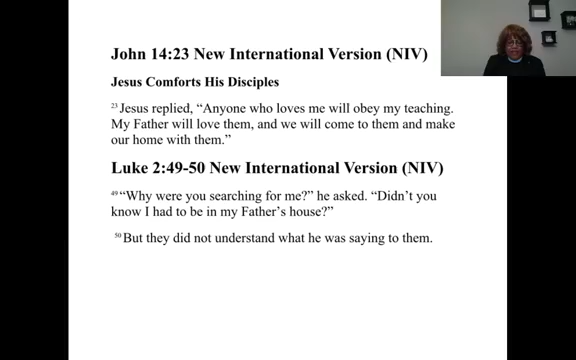 John 14:23 New International Version (NIV)
Jesus Comforts His Disciples
23 Jesus replied, “Anyone who loves me will obey my teaching.
My Father will love them, and we will come to them and make
our home with them.”
Luke 2:49-50 New International Version (NIV)
49 “Why were you searching for me?” he asked. “Didn’t you
know I had to be in my Father’s house?”
50 But they did not understand what he was saying to them.